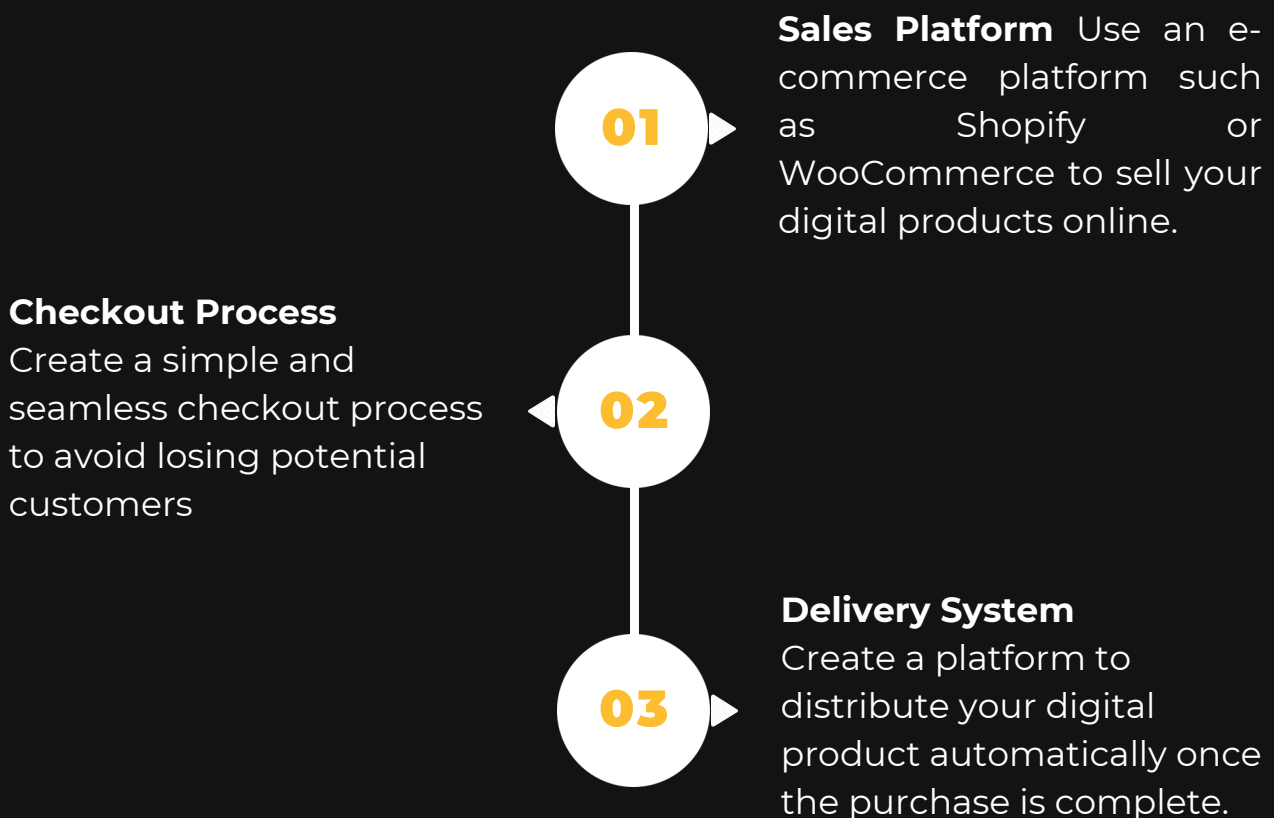 01
Sales Platform Use an e-
commerce platform such
as Shopify or
WooCommerce to sell your
digital products online.
Checkout Process
Create a simple and
seamless checkout process
to avoid losing potential
customers
02
03
Delivery System
Create a platform to
distribute your digital
product automatically once
the purchase is complete.